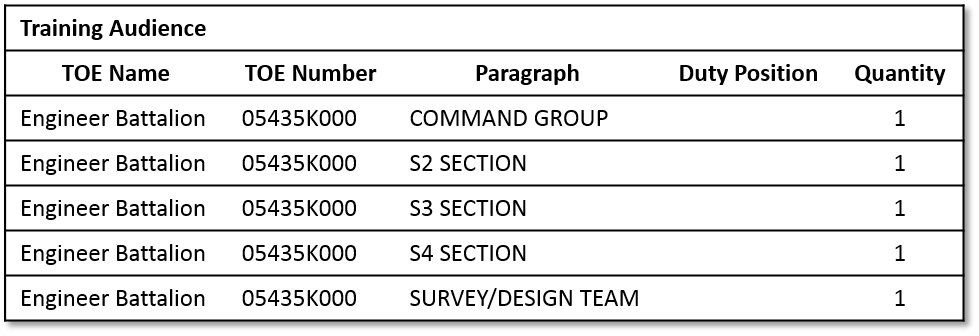 Training Audience
TOE Name TOE Number Paragraph Duty Position Quantity
Engineer Battalion 05435K000 COMMAND GROUP 1
Engineer Battalion 05435K000 S2 SECTION 1
Engineer Battalion 05435K000 S3 SECTION 1
Engineer Battalion 05435K000 S4 SECTION 1
Engineer Battalion 05435K000 SURVEY/DESIGN TEAM 1